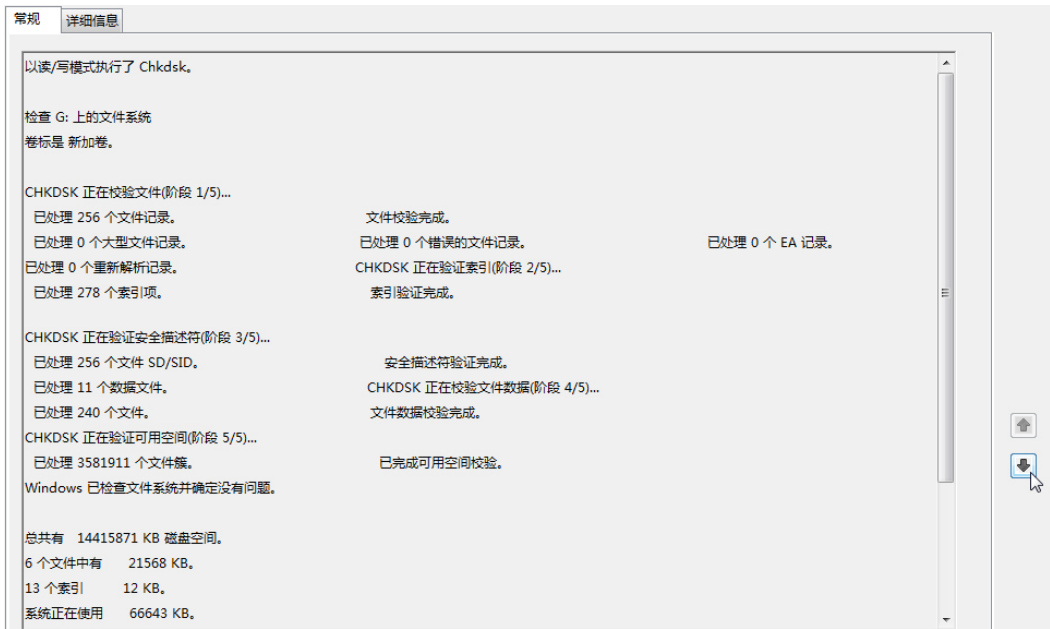 常规 详细信息
以读/写模式执行了 Chkdsk。
检查 G: 上的文件系统
卷标是 新加卷。
CHKDSK 正在校验文件(阶段 1/5)...
已处理 256 个文件记录。 文件校验完成。
已处理 0 个大型文件记录。 已处理 0 个错误的文件记录。 已处理 0 个 EA 记录。
已处理 0 个重新解析记录。 CHKDSK 正在验证索引(阶段 2/5)...
已处理 278 个索引项。 索引验证完成。
CHKDSK 正在验证安全描述符(阶段 3/5)...
已处理 256 个文件 SD/SID。 安全描述符验证完成。
已处理 11 个数据文件。 CHKDSK 正在校验文件数据(阶段 4/5)...
已处理 240 个文件。 文件数据校验完成。
CHKDSK 正在验证可用空间(阶段 5/5)...
已处理 3581911 个文件簇。 已完成可用空间校验。
Windows 已检查文件系统并确定没有问题。
总共有 14415871 KB 磁盘空间。
6 个文件中有 21568 KB。
13 个索引 12 KB。
系统正在使用 66643 KB。